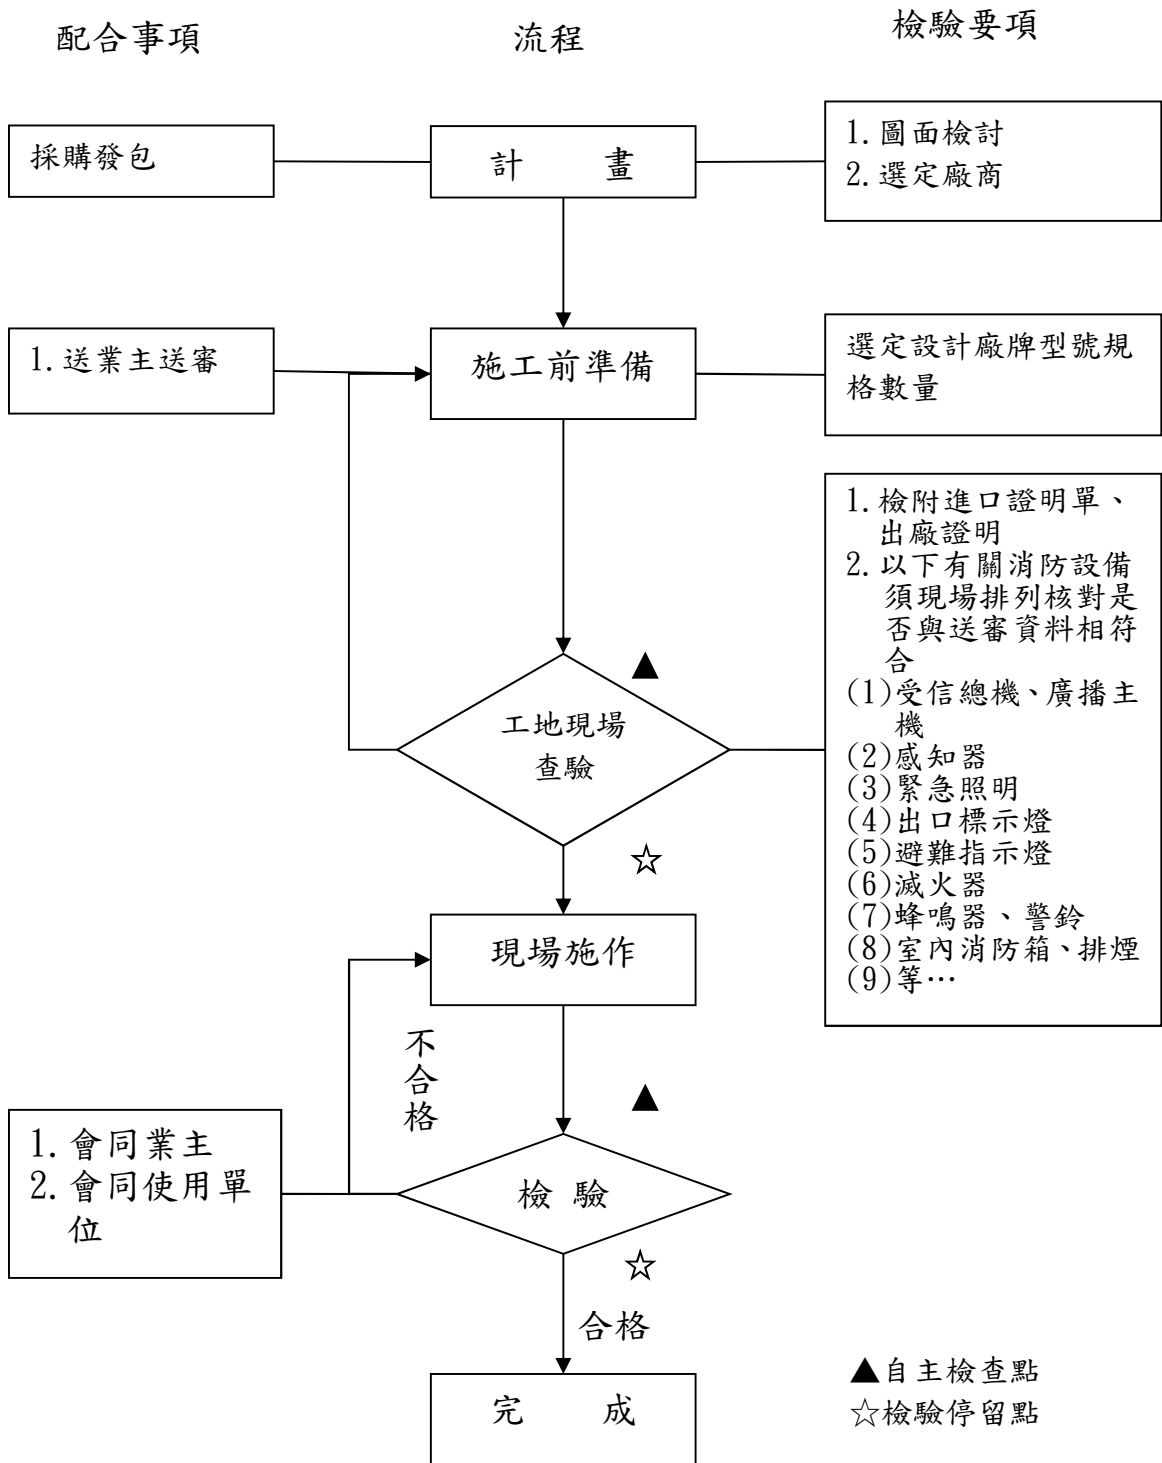 配合事項
流程
檢驗要項
採購發包
計　　畫
1.圖面檢討
2.選定廠商
1.送業主送審
施工前準備
選定設計廠牌型號規
格數量
1.檢附進口證明單、
出廠證明
2.以下有關消防設備
須現場排列核對是
否與送審資料相符
合
(1)受信總機、廣播主
機
(2)感知器
(3)緊急照明
(4)出口標示燈
(5)避難指示燈
(6)滅火器
(7)蜂鳴器、警鈴
(8)室內消防箱、排煙
(9)等…
▲
工地現場
查驗
☆
現場施作
不
合
格
▲
1.會同業主
2.會同使用單
位
檢 驗
☆
合格
完　　成
▲自主檢查點
☆檢驗停留點